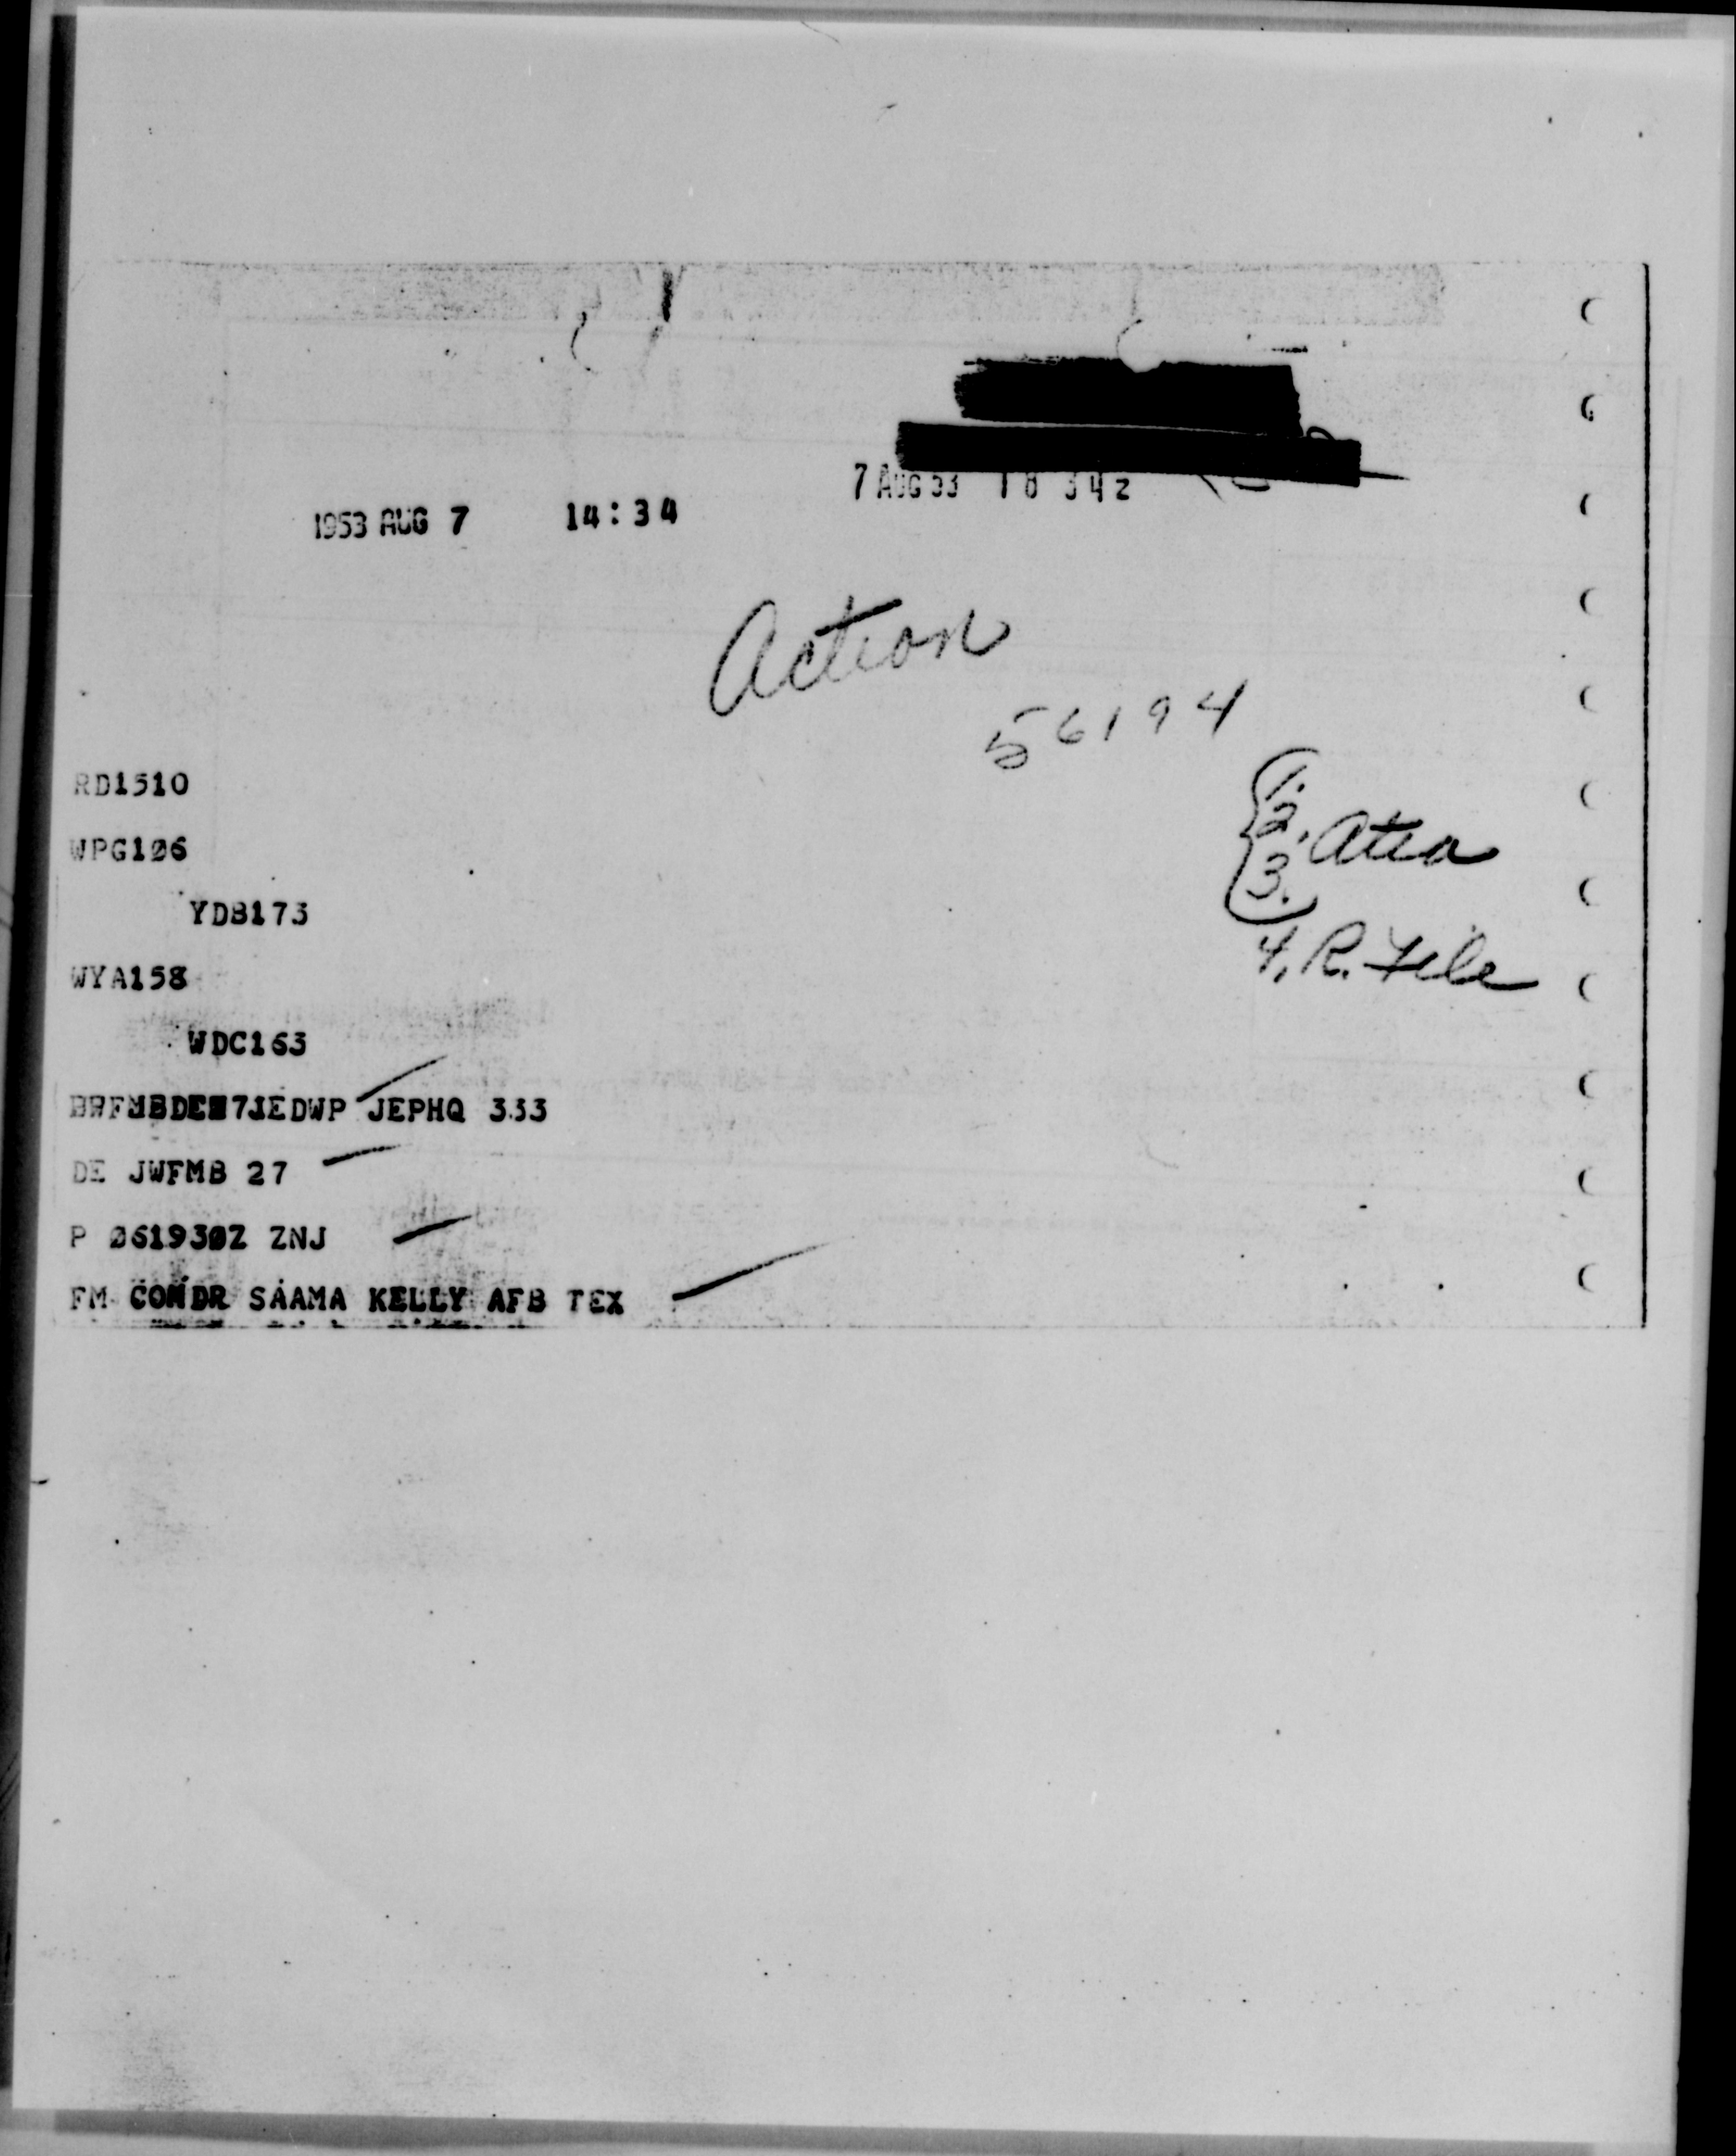 7 AUG 53 18 34Z
1953 AUG 7 14:34
Action
56194
RD1510
1.
WPG106
2. Atia
3.
YDB173
4. R. File
WYA158
WDC163
JEPHQ 333
DE JWFMB 27
P 061930Z ZNJ
FM COMDR SAAMA KELLY AFB TEX